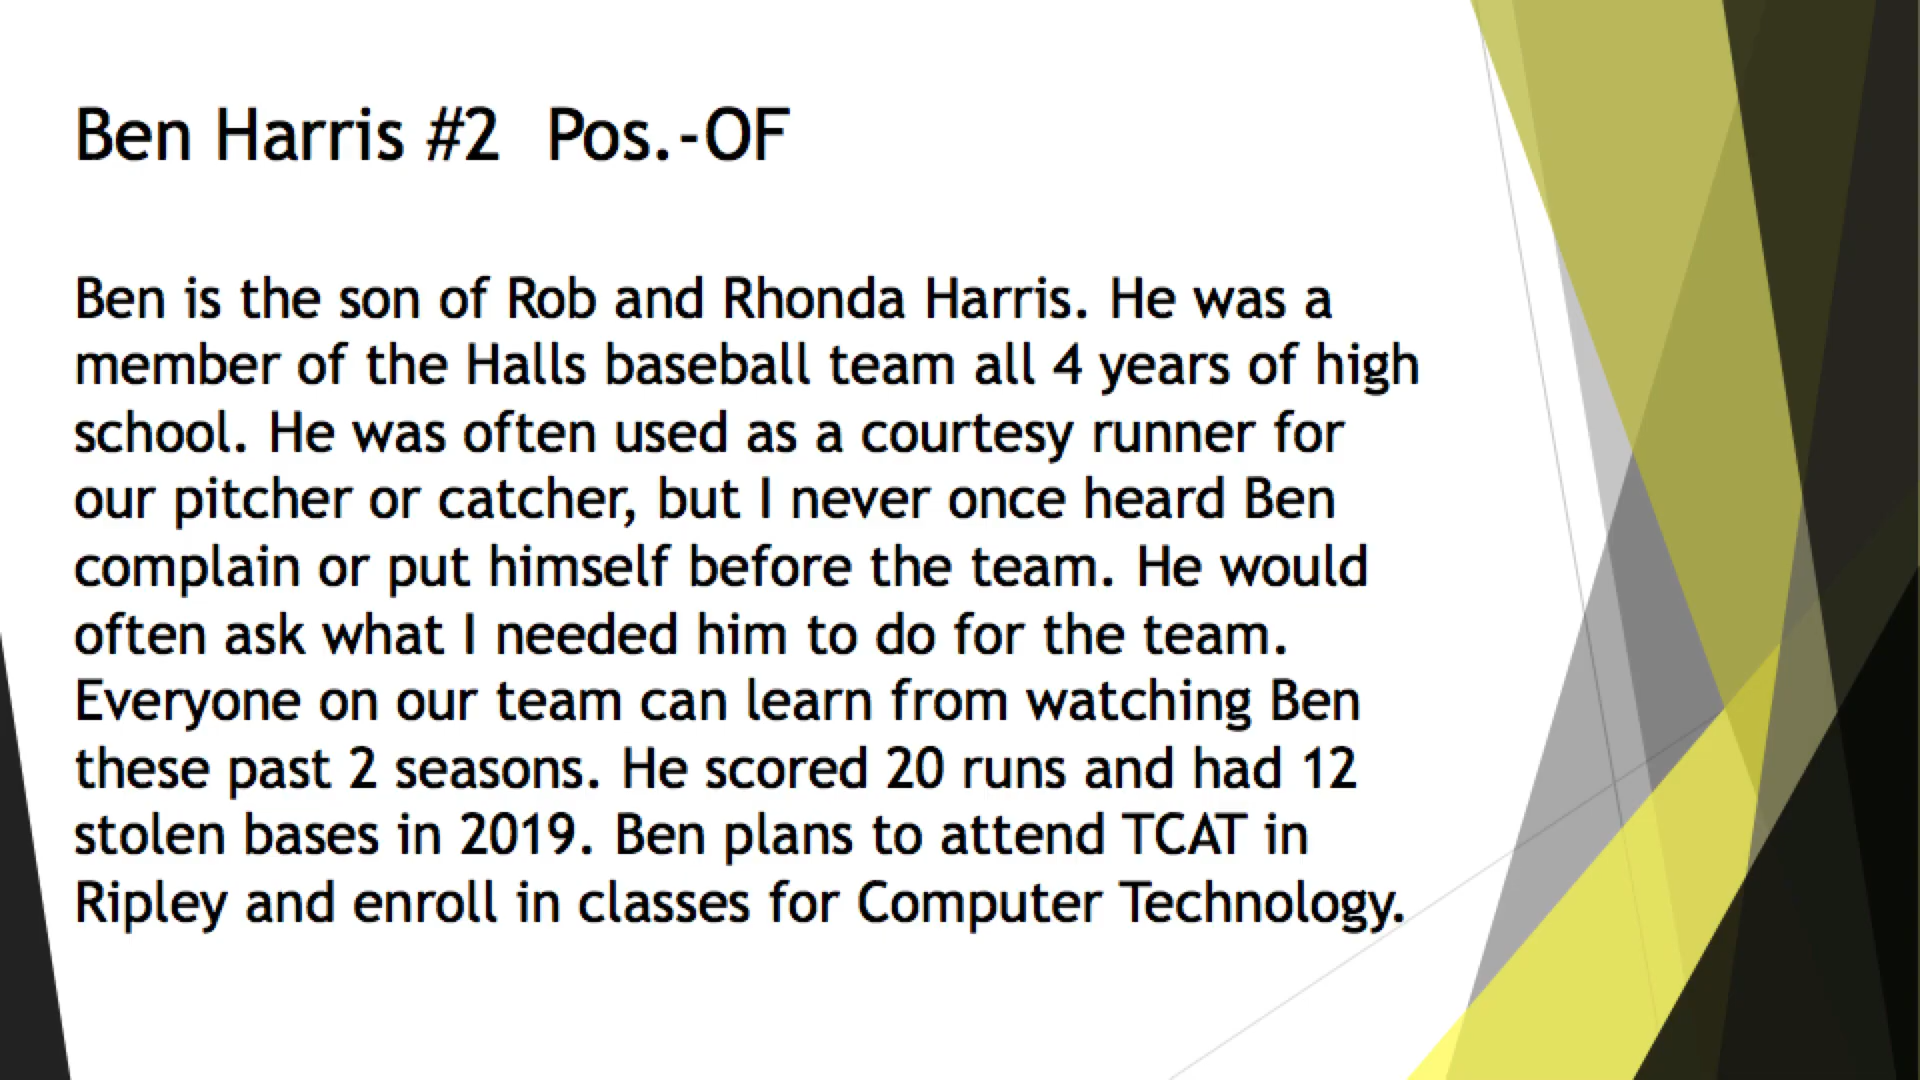 Ben Harris #2  Pos.-OF
Ben is the son of Rob and Rhonda Harris. He was a
member of the Halls baseball team all 4 years of high
school. He was often used as a courtesy runner for
our pitcher or catcher, but I never once heard Ben
complain or put himself before the team. He would
often ask what I needed him to do for the team.
Everyone on our team can learn from watching Ben
these past 2 seasons. He scored 20 runs and had 12
stolen bases in 2019. Ben plans to attend TCAT in
Ripley and enroll in classes for Computer Technology.